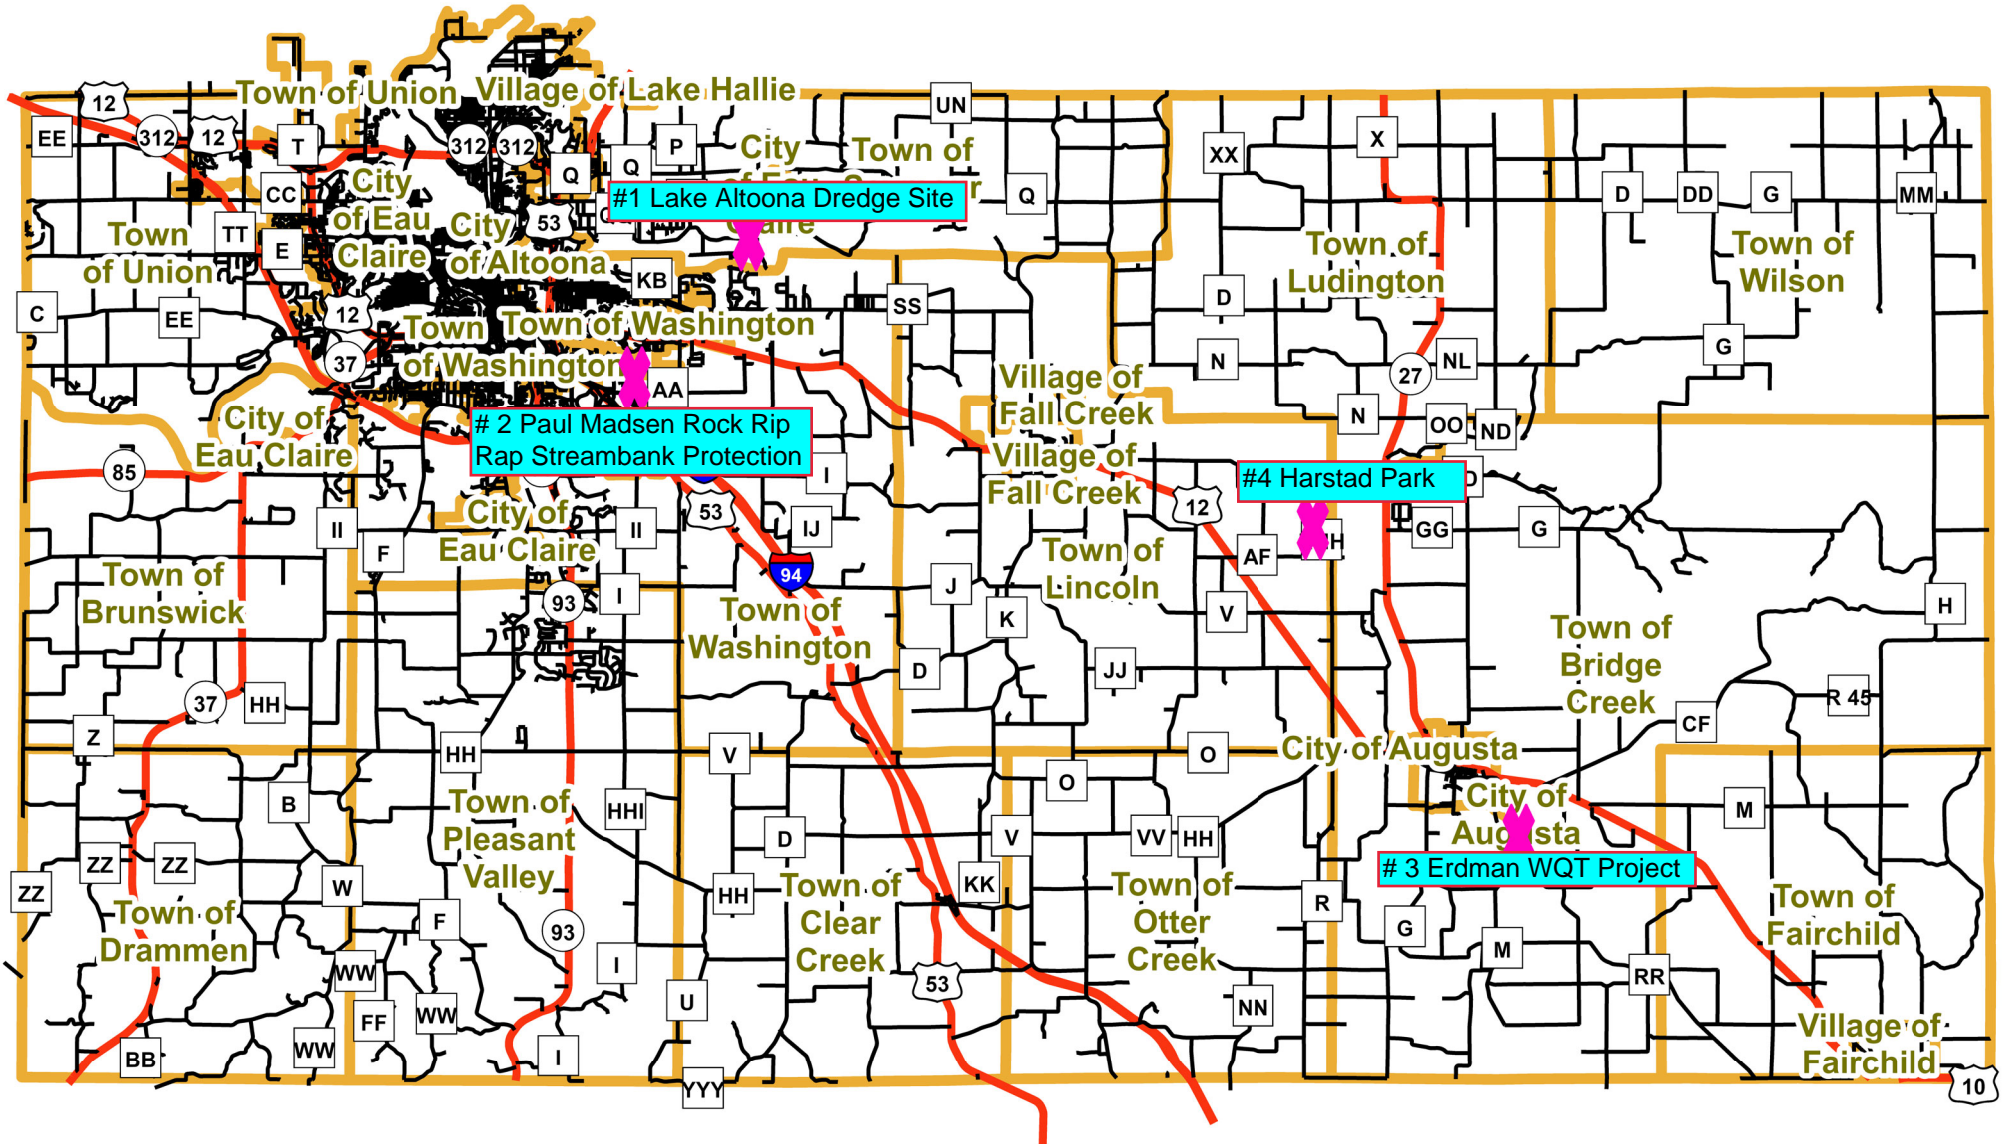 12
Town of Union
Village of Lake Hallie
UN
EE
312
12
T
312
312
Q
Q
P
City
Town of
XX
X
#1 Lake Altoona Dredge Site
Claire
Q
D
DD
G
MM
CC
City
of Eau
Claire
TT
E
53
City
of Altoona
Town
of Union
KB
Town of
Ludington
Town of
Wilson
C
EE
12
SS
D
Town
of Washington
Town of Washington
37
AA
N
NL
G
27
Village of
Fall Creek
N
OO
ND
City of
Eau Claire
# 2 Paul Madsen Rock Rip
Rap Streambank Protection
Village of
Fall Creek
85
I
#4 Harstad Park
12
53
City of
Eau Claire
II
F
II
IJ
GG
G
AF
Town of
Lincoln
94
Town of
Brunswick
93
I
J
K
V
H
Town of
Washington
Town of
Bridge
Creek
D
JJ
37
HH
R 45
CF
Z
HH
V
O
City of Augusta
O
B
Town of
Pleasant
Valley
HHI
City of
Augusta
M
D
V
VV
HH
ZZ
ZZ
# 3 Erdman WQT Project
ZZ
W
HH
Town of
Clear
Creek
KK
Town of
Otter
Creek
R
G
Town of
Fairchild
Town of
Drammen
F
93
M
WW
I
53
RR
FF
WW
U
NN
WW
BB
I
Village of
Fairchild
YYY
10